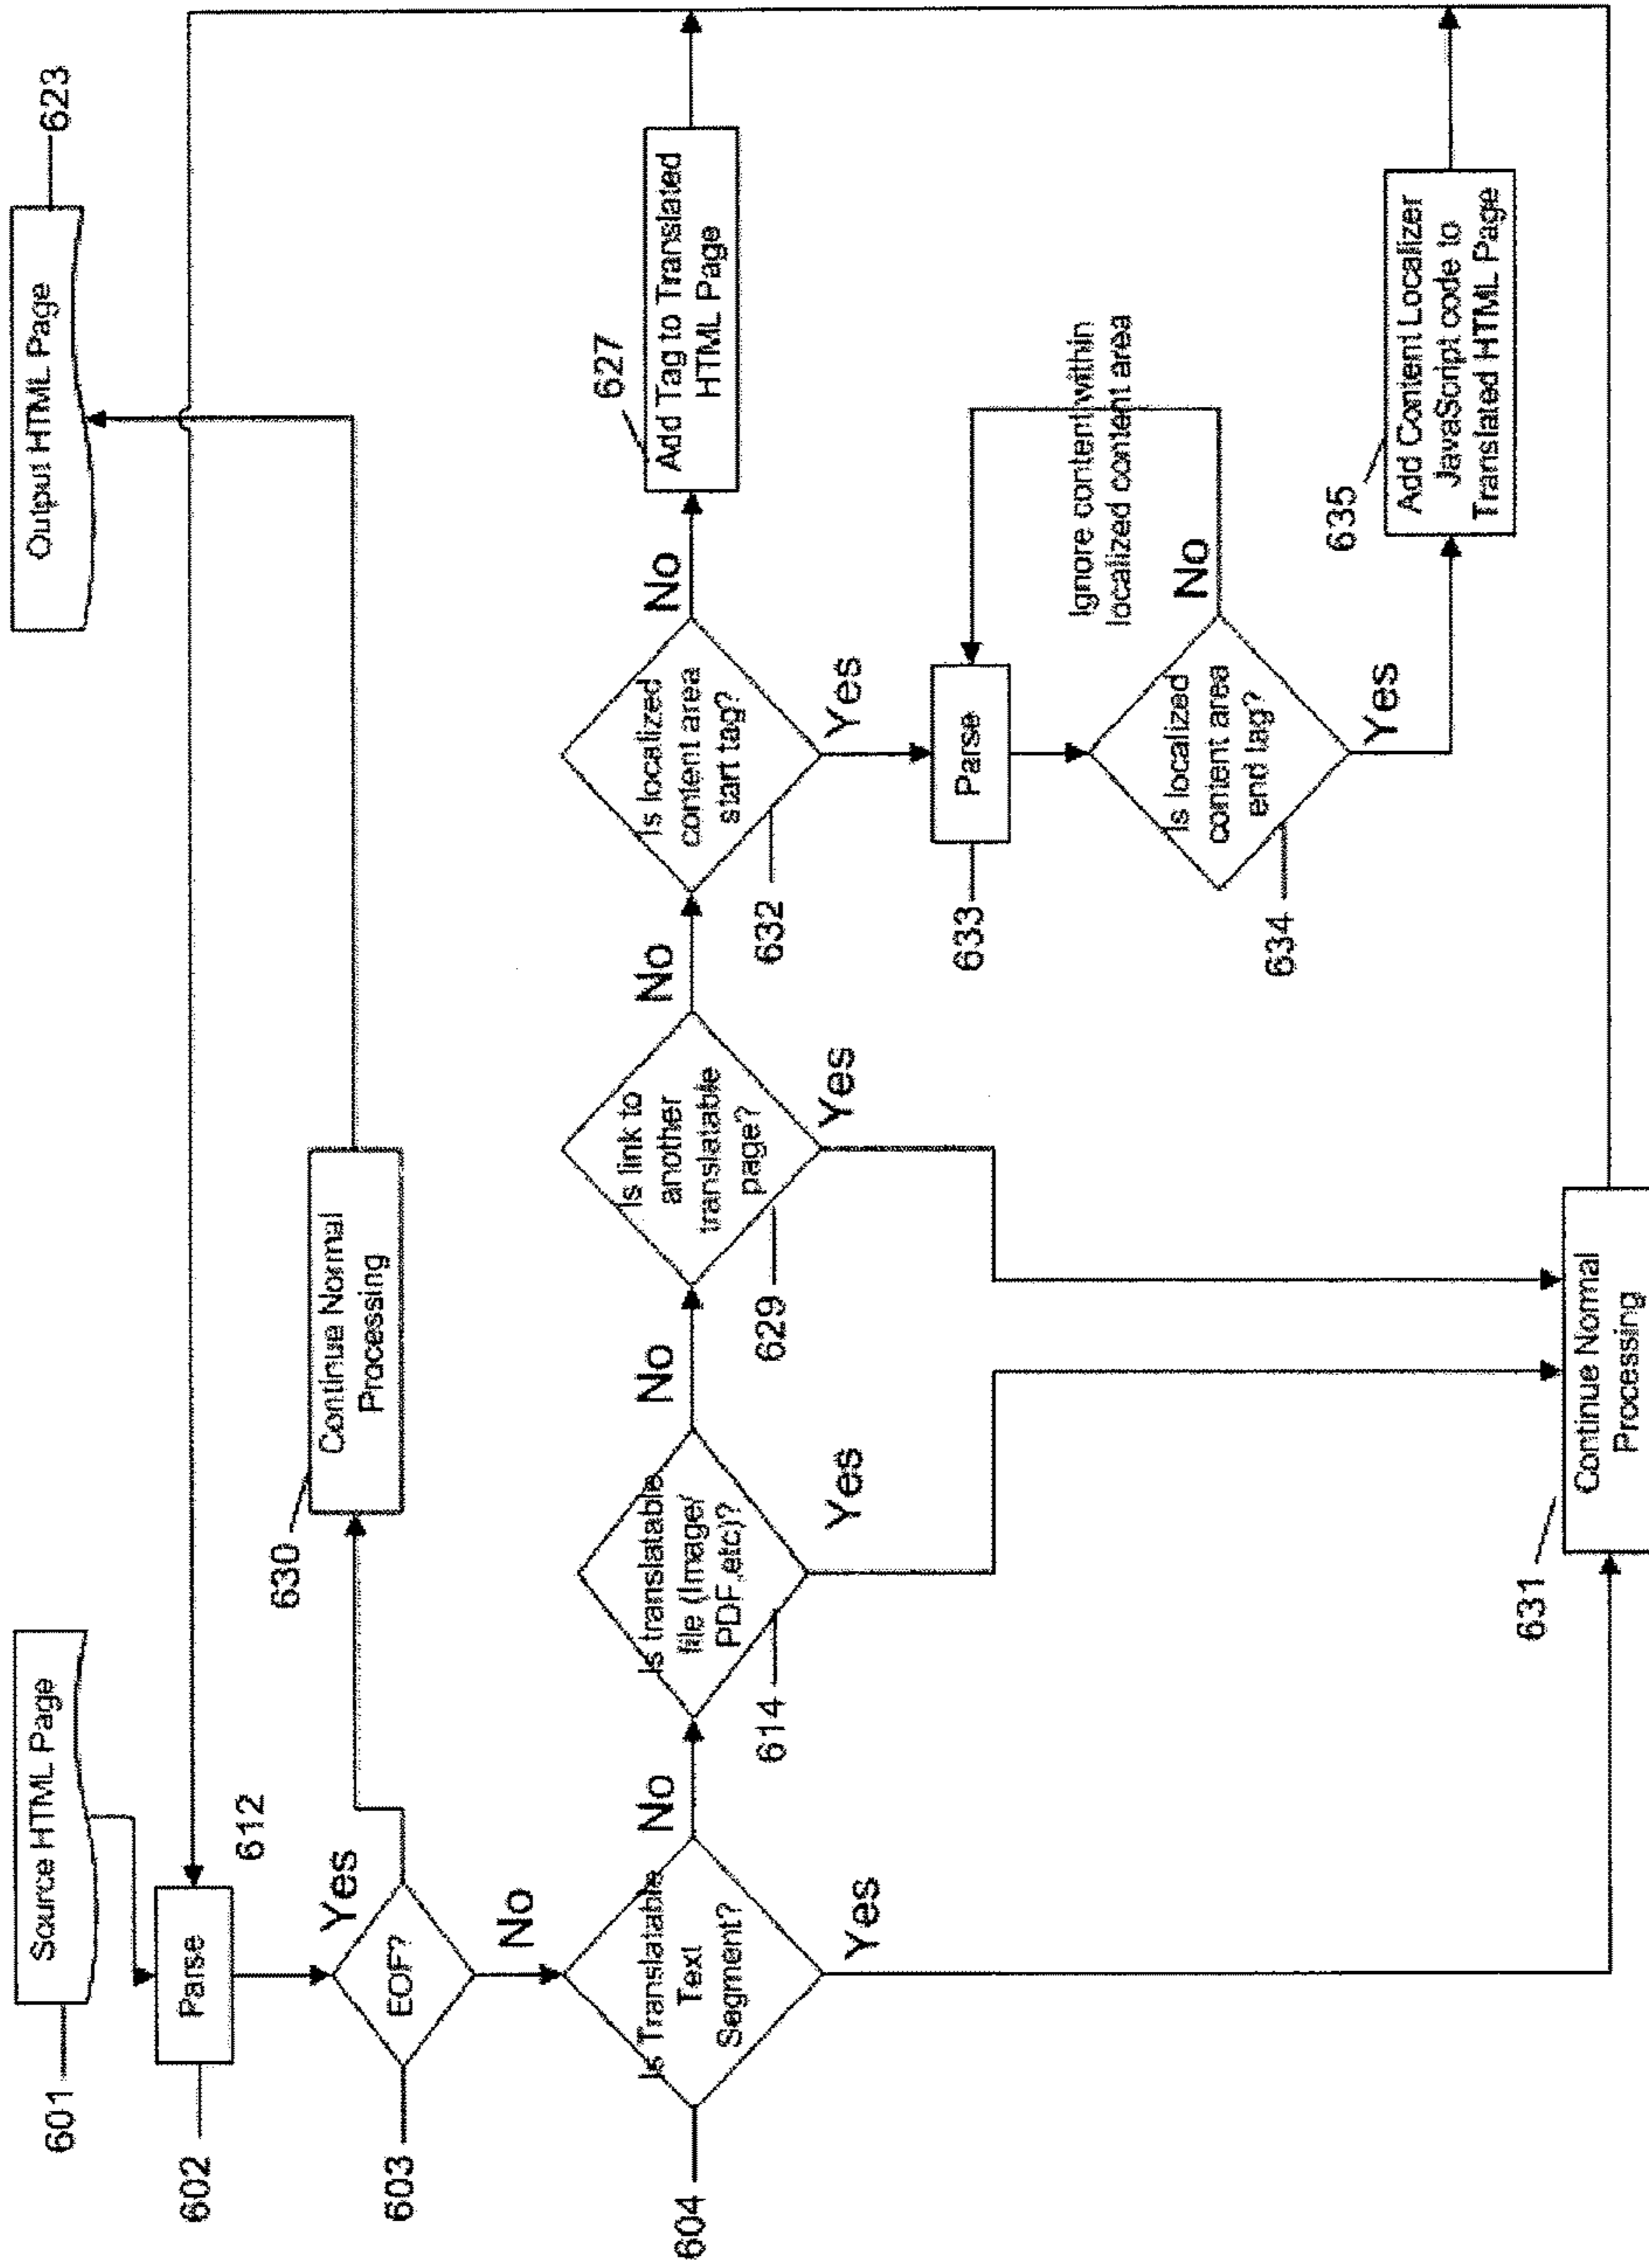 Source HTML Page
601
Output HTML Page
623
Parse
602
612
EOF?
603
Yes
No
630
Continue Normal
Processing
Is Translatable
Text
Segment?
604
No
Yes
Is translatable
file (Image/
PDF,etc)?
614
No
Yes
Is link to
another
translatable
page?
629
No
Yes
Is localized
content area
start tag?
632
No
Yes
627
Add Tag to Translated
HTML Page
Parse
633
Ignore content within
localized content area
Is localized
content area
end tag?
634
No
Yes
635
Add Content Localizer
JavaScript code to
Translated HTML Page
631
Continue Normal
Processing